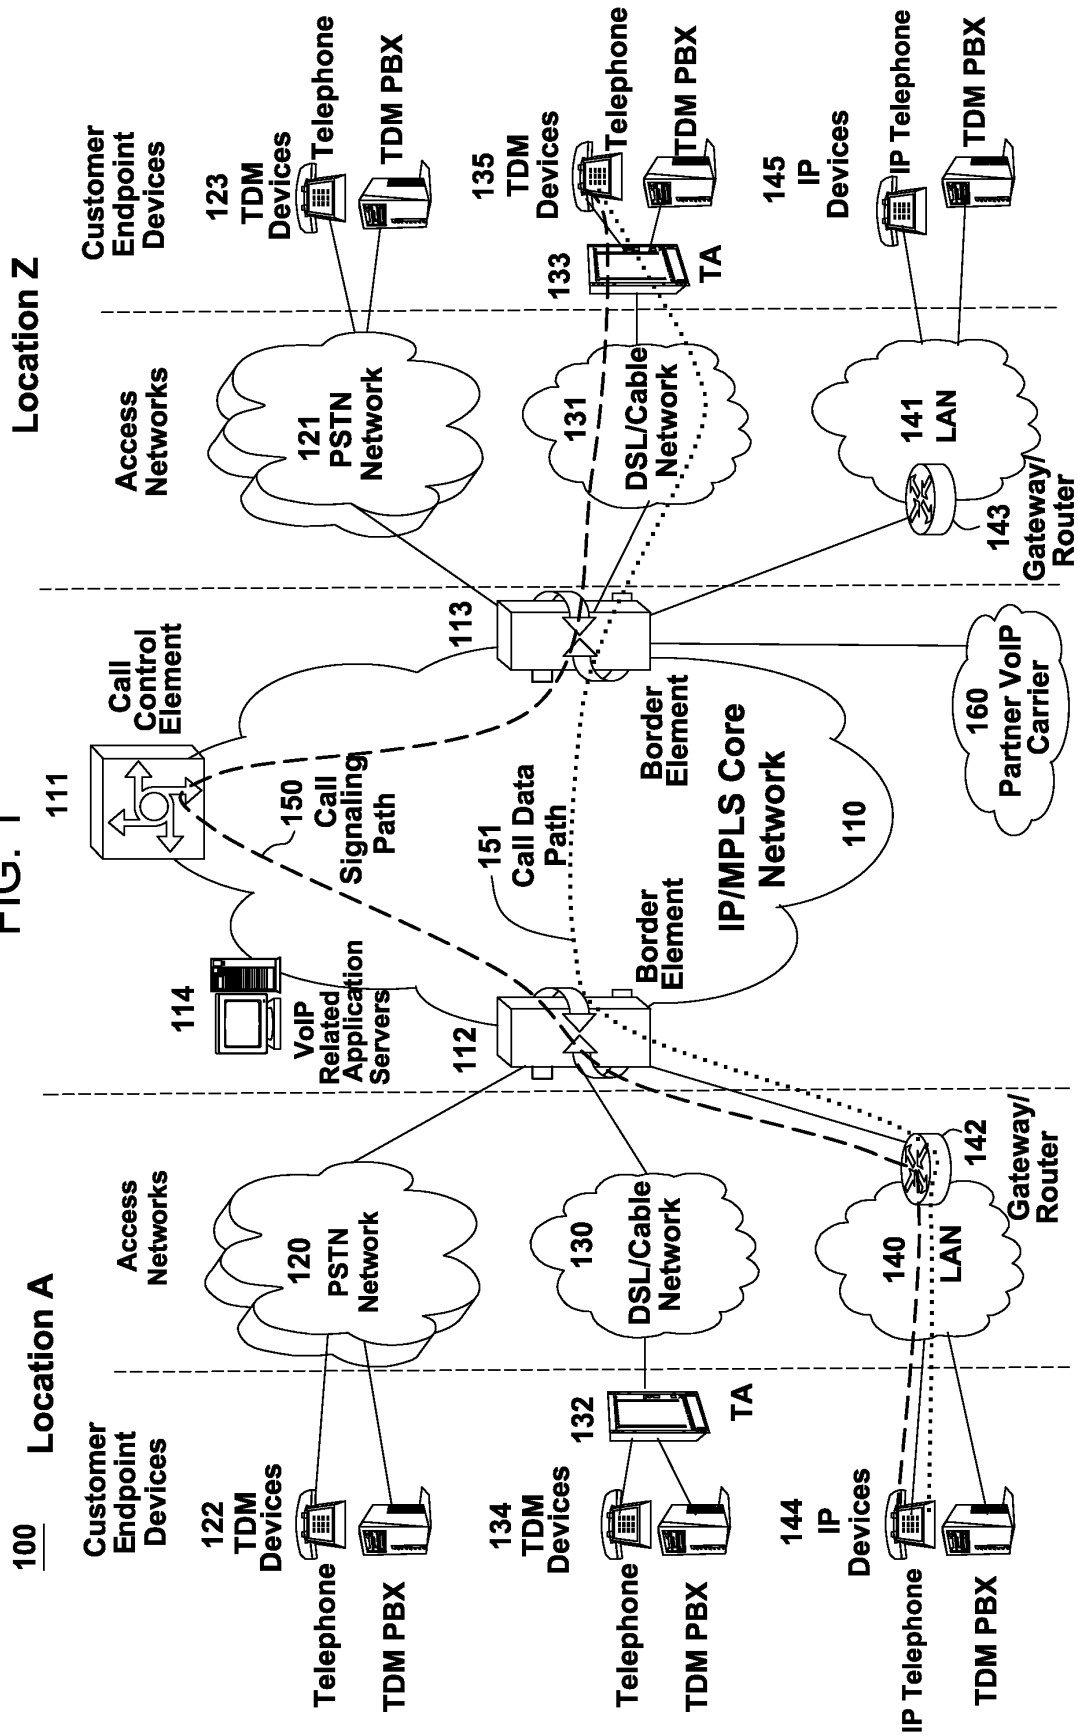 FIG. 1
100
Location A
Location Z
Customer
Endpoint
Devices
Access
Networks
111
Call
Control
Element
Access
Networks
Customer
Endpoint
Devices
122
TDM
Devices
Telephone
TDM PBX
120
PSTN
Network
114
VoIP
Related
Application
Servers
150
Call
Signaling
Path
113
121
PSTN
Network
123
TDM
Devices
Telephone
TDM PBX
134
TDM
Devices
Telephone
TDM PBX
132
TA
130
DSL/Cable
Network
112
Border
Element
151
Call Data
Path
Border
Element
131
DSL/Cable
Network
133
TA
135
TDM
Devices
Telephone
TDM PBX
IP/MPLS Core
Network
110
144
IP
Devices
IP Telephone
TDM PBX
140
LAN
142
Gateway/
Router
160
Partner VoIP
Carrier
143
Gateway/
Router
141
LAN
145
IP
Devices
IP Telephone
TDM PBX